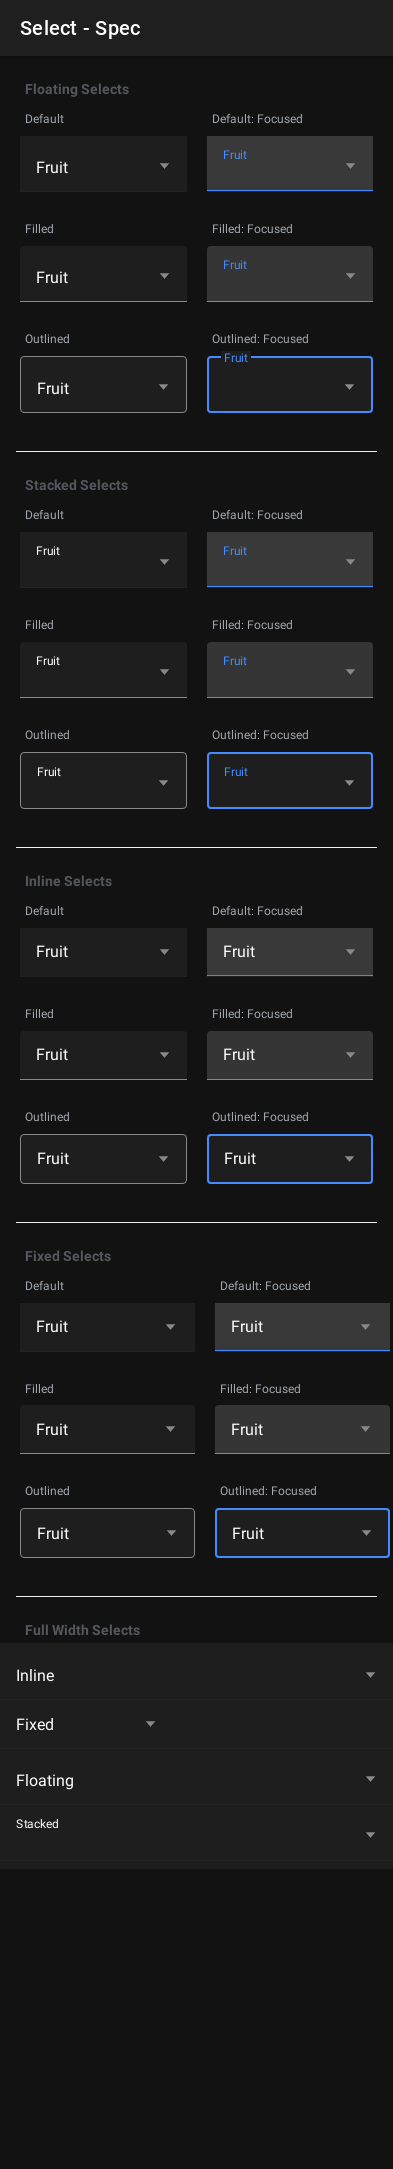 Select - Spec
Floating Selects
Default
Default: Focused
Fruit
Fruit
Filled
Filled: Focused
Fruit
Fruit
Outlined
Outlined: Focused
Fruit
Fruit
Stacked Selects
Default
Default: Focused
Fruit
Fruit
Filled
Filled: Focused
Fruit
Fruit
Outlined
Outlined: Focused
Fruit
Fruit
Inline Selects
Default
Default: Focused
Fruit
Fruit
Filled
Filled: Focused
Fruit
Fruit
Outlined
Outlined: Focused
Fruit
Fruit
Fixed Selects
Default
Default: Focused
Fruit
Fruit
Filled
Filled: Focused
Fruit
Fruit
Outlined
Outlined: Focused
Fruit
Fruit
Full Width Selects
Inline
Fixed
Floating
Stacked